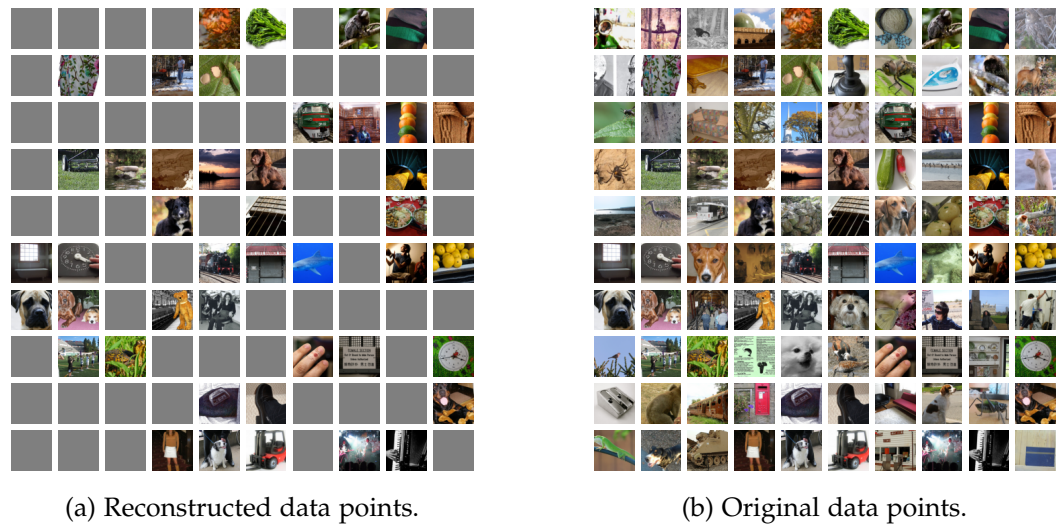 (a) Reconstructed data points.
(b) Original data points.